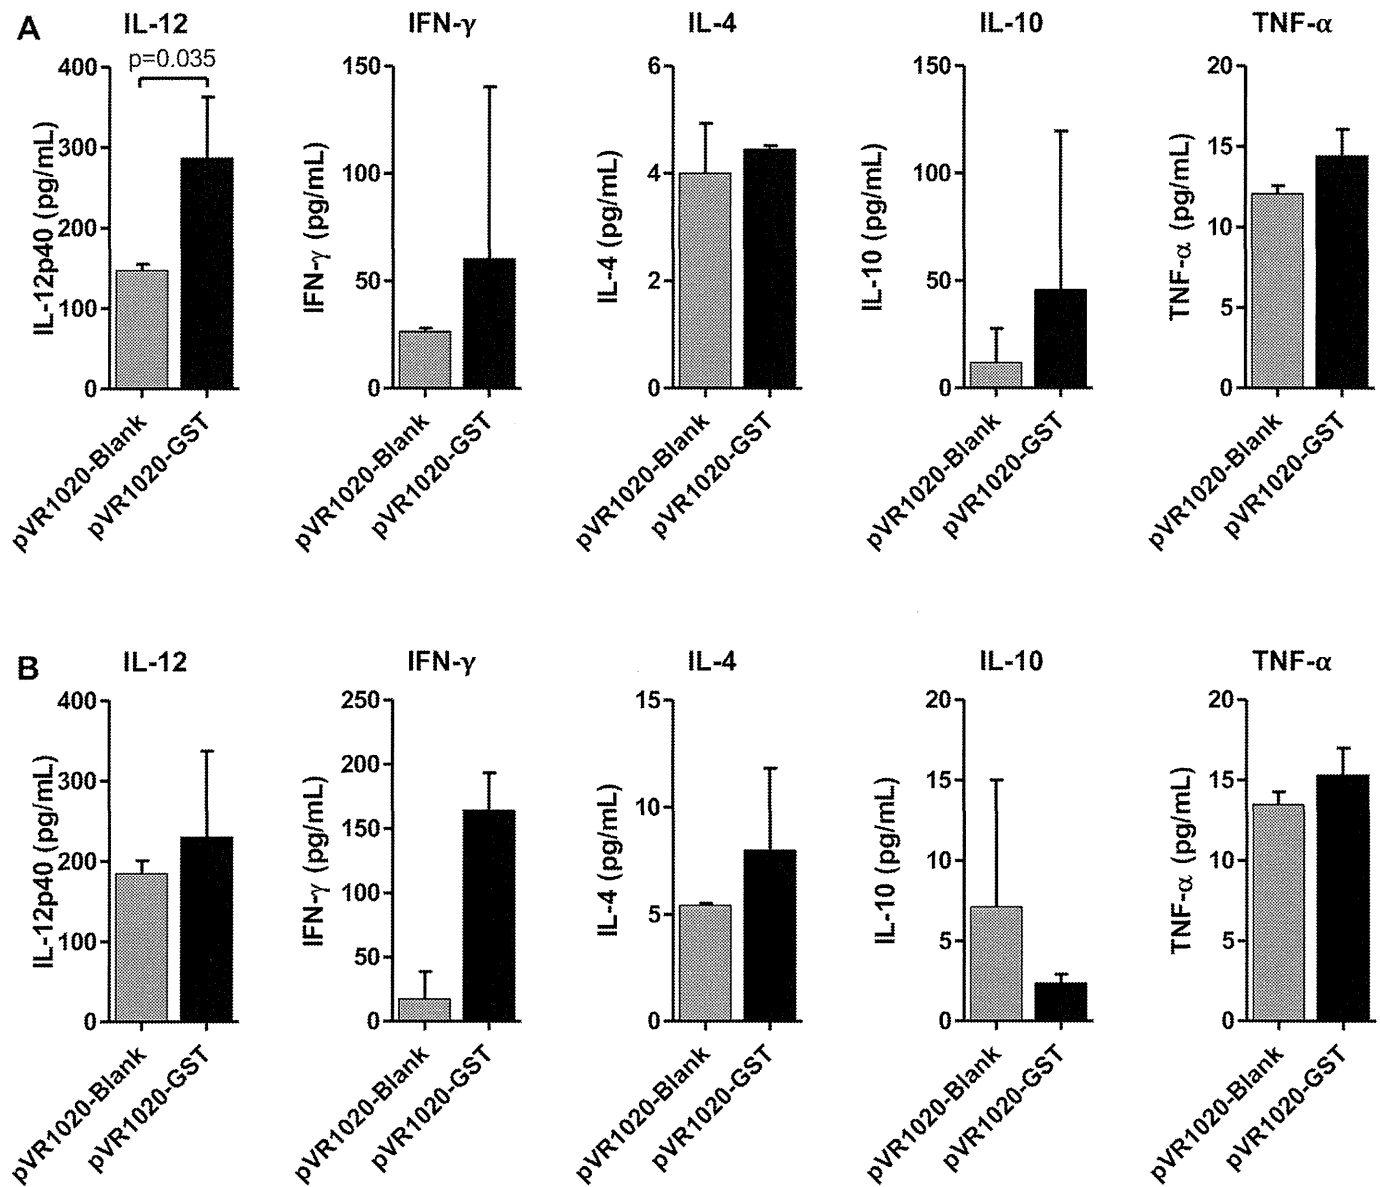 A
IL-12
IFN-γ
IL-4
IL-10
TNF-α
p=0.035
IL-12p40 (pg/mL)
400
300
200
100
0
pVR1020-Blank
pVR1020-GST
IFN-γ (pg/mL)
150
100
50
0
pVR1020-Blank
pVR1020-GST
IL-4 (pg/mL)
6
4
2
0
pVR1020-Blank
pVR1020-GST
IL-10 (pg/mL)
150
100
50
0
pVR1020-Blank
pVR1020-GST
TNF-α (pg/mL)
20
15
10
5
0
pVR1020-Blank
pVR1020-GST
B
IL-12
IFN-γ
IL-4
IL-10
TNF-α
IL-12p40 (pg/mL)
400
300
200
100
0
pVR1020-Blank
pVR1020-GST
IFN-γ (pg/mL)
250
200
150
100
50
0
pVR1020-Blank
pVR1020-GST
IL-4 (pg/mL)
15
10
5
0
pVR1020-Blank
pVR1020-GST
IL-10 (pg/mL)
20
15
10
5
0
pVR1020-Blank
pVR1020-GST
TNF-α (pg/mL)
20
15
10
5
0
pVR1020-Blank
pVR1020-GST